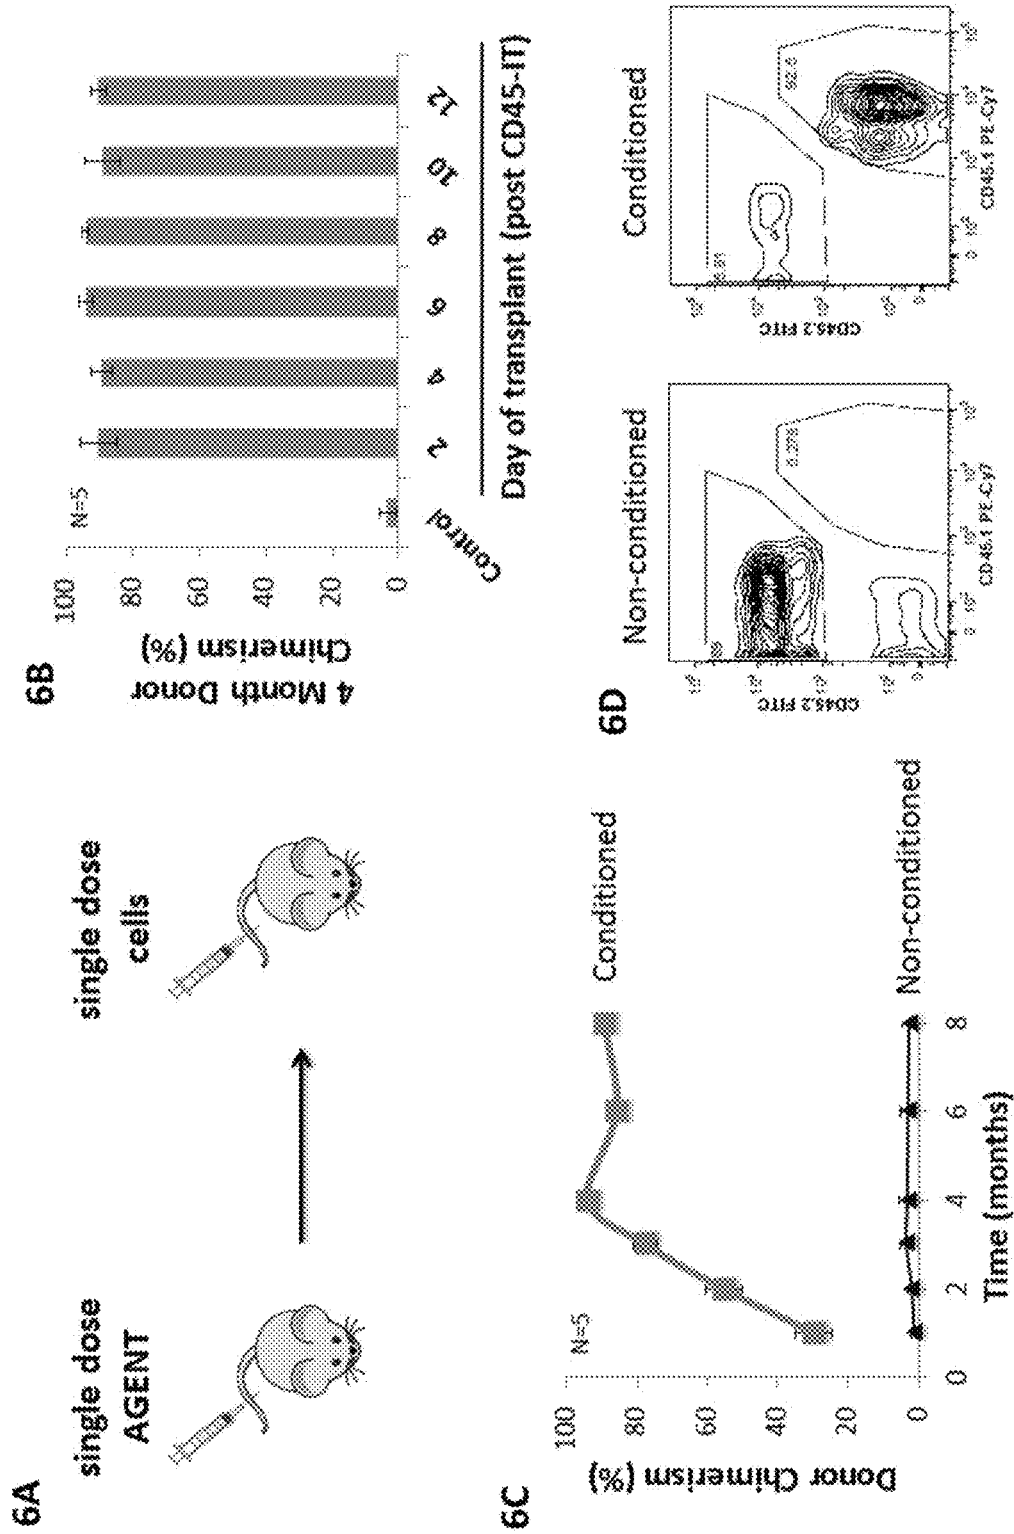 6A
single dose
AGENT
single dose
cells
6B
4 Month Donor
Chimerism (%)
100
80
60
40
20
0
N=5
Control
2
4
6
8
10
12
Day of transplant (post CD45-IT)
6C
Donor Chimerism (%)
100
80
60
40
20
0
N=5
Conditioned
Non-conditioned
0
2
4
6
8
Time (months)
6D
Non-conditioned
CD45.2 FITC
CD45.1 PE-Cy7
Conditioned
92.4
CD45.2 FITC
CD45.1 PE-Cy7